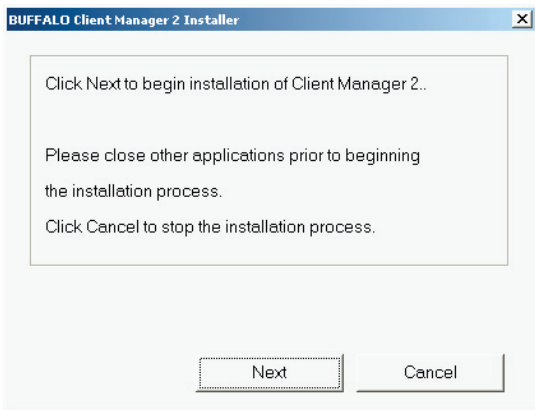 BUFFALO Client Manager 2 Installer
Click Next to begin installation of Client Manager 2..
Please close other applications prior to beginning
the installation process.
Click Cancel to stop the installation process.
Next
Cancel